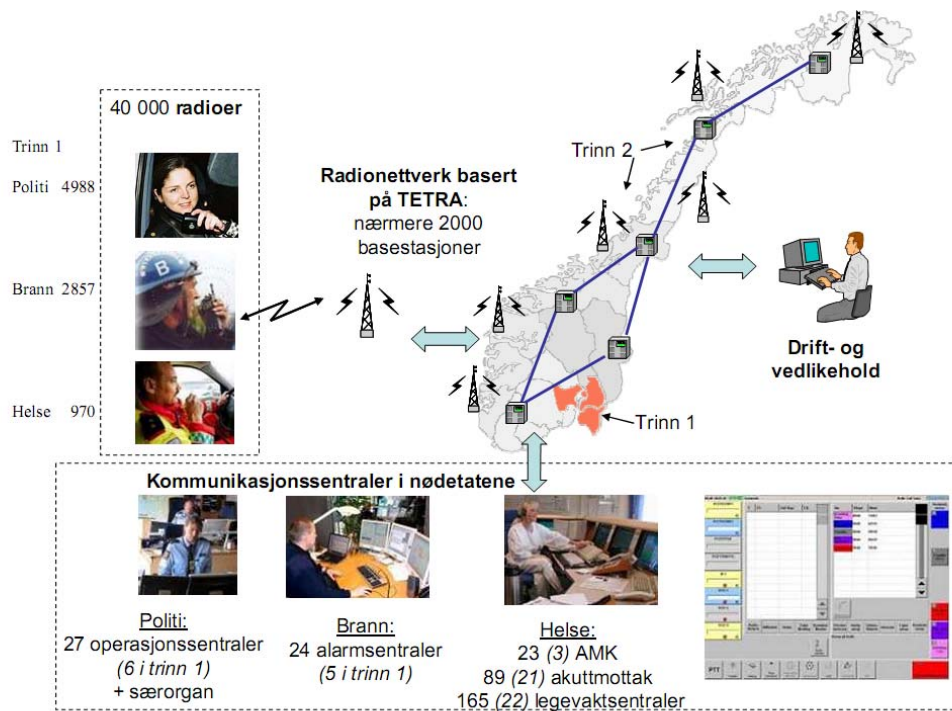 40 000 radioer
Trinn 1
Politi 4988
Brann 2857
Helse 970
B
Radionettverk basert
på TETRA:
nærmere 2000
basestasjoner
Trinn 2
Drift- og
vedlikehold
Trinn 1
Kommunikasjonssentraler i nødetatene
Politi:
27 operasjonssentraler
(6 i trinn 1)
+ særorgan
Brann:
24 alarmsentraler
(5 i trinn 1)
Helse:
23 (3) AMK
89 (21) akuttmottak
165 (22) legevaktsentraler
PTT